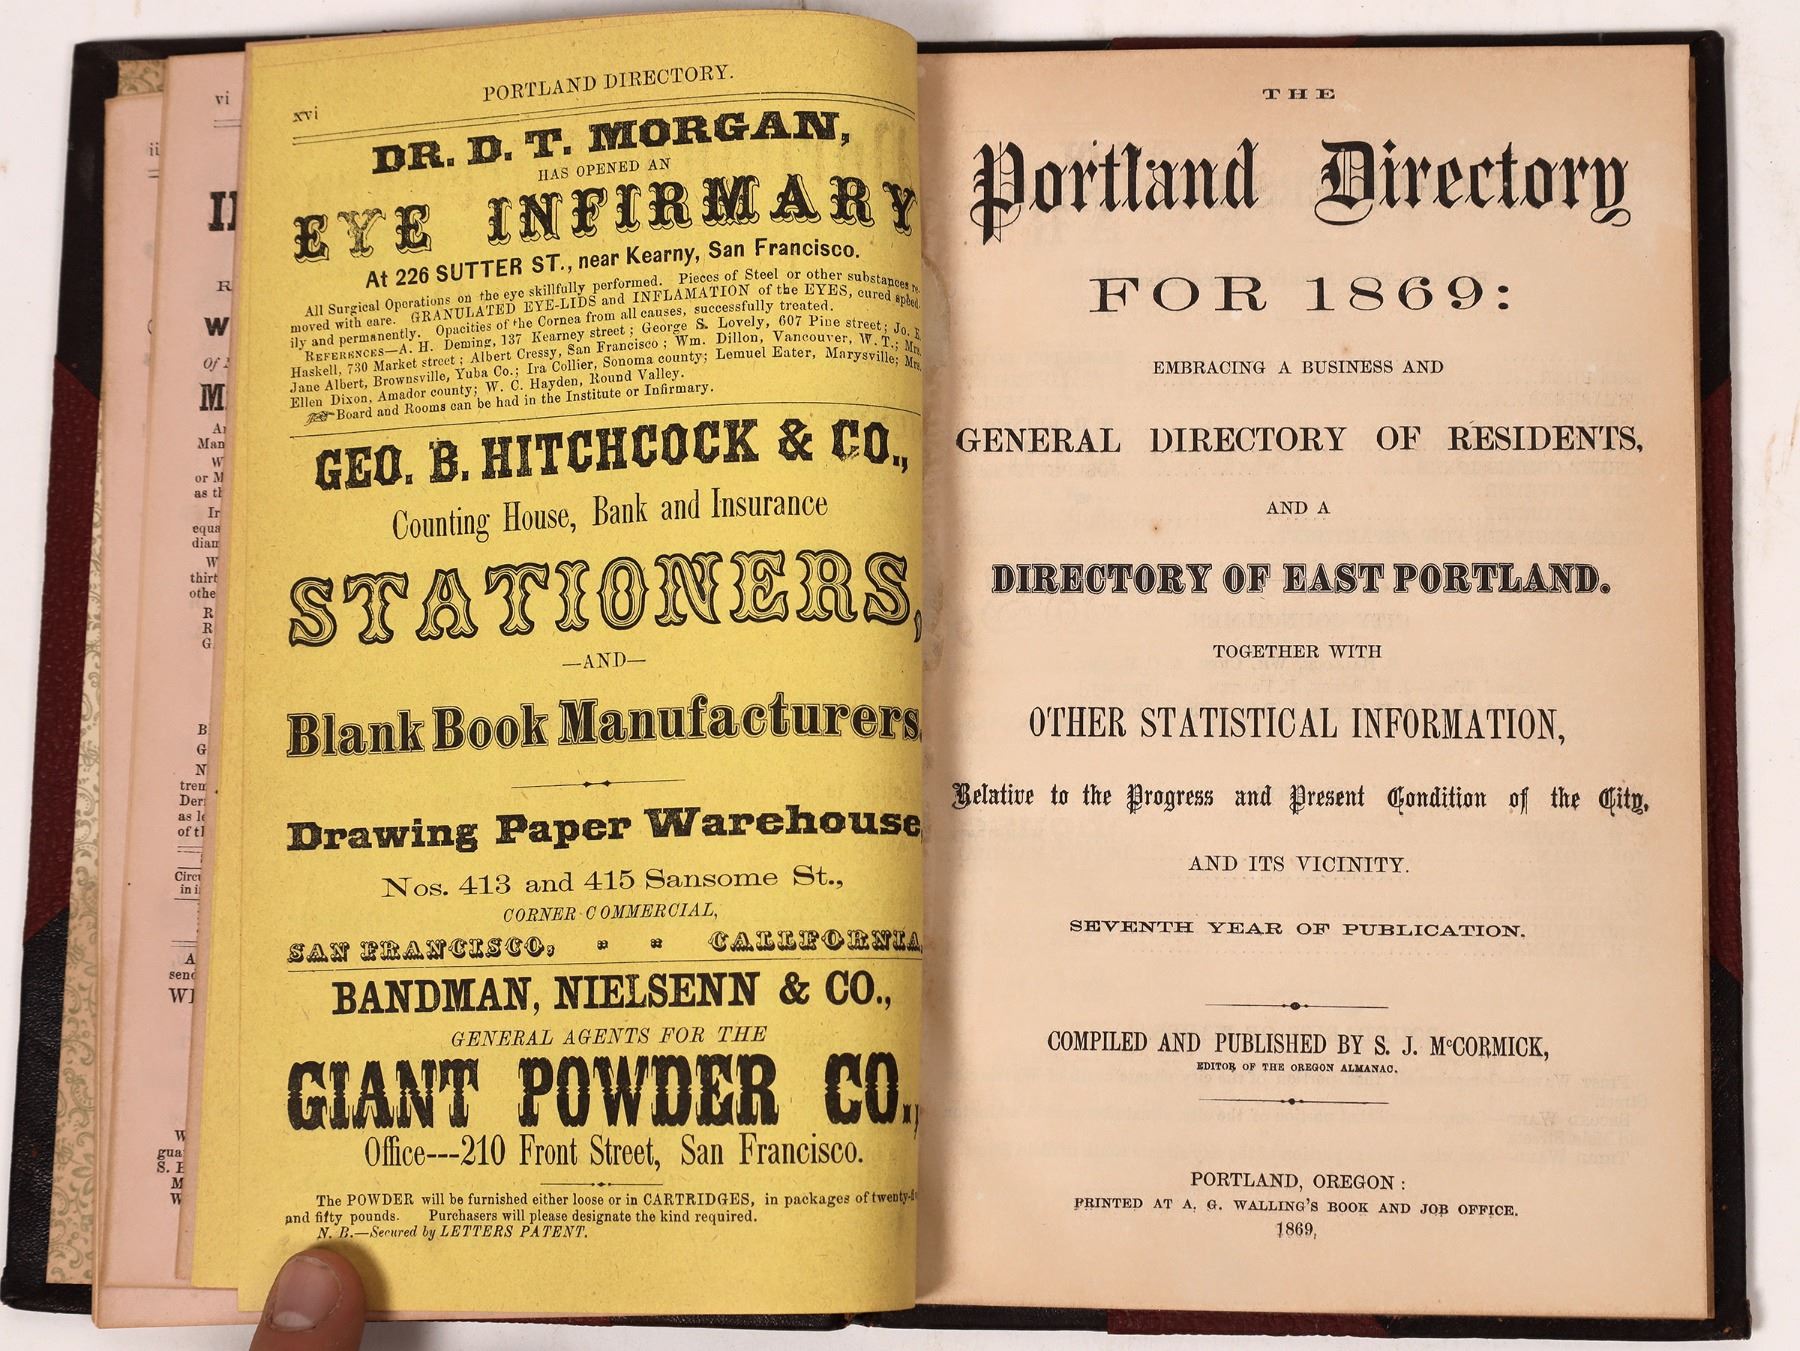 PORTLAND DIRECTORY.
xvi
DR. D. T. MORGAN,
HAS OPENED AN
EYE INFIRMARY
At 226 SUTTER ST., near Kearny, San Francisco.
All Surgical Operations on the eye skillfully performed. Pieces of Steel or other substances re-
moved with care. GRANULATED EYE-LIDS and INFLAMATION of the EYES, cured speed-
ily and permanently. Opacities of the Cornea from all causes, successfully treated.
REFERENCES—A. H. Deming, 137 Kearney street; George S. Lovely, 607 Pine street; Jo. E.
Haskell, 730 Market street; Albert Cressy, San Francisco; Wm. Dillon, Vancouver, W. T.; Mrs.
Jane Albert, Brownsville, Yuba Co.; Ira Collier, Sonoma county; Lemuel Eater, Marysville; Mrs.
Ellen Dixon, Amador county; W. C. Hayden, Round Valley.
Board and Rooms can be had in the Institute or Infirmary.
GEO. B. HITCHCOCK & CO.,
Counting House, Bank and Insurance
STATIONERS,
—AND—
Blank Book Manufacturers.
Drawing Paper Warehouse,
Nos. 413 and 415 Sansome St.,
CORNER COMMERCIAL,
SAN FRANCISCO, " " CALIFORNIA.
BANDMAN, NIELSENN & CO.,
GENERAL AGENTS FOR THE
GIANT POWDER CO.,
Office---210 Front Street, San Francisco.
The POWDER will be furnished either loose or in CARTRIDGES, in packages of twenty-fi
and fifty pounds. Purchasers will please designate the kind required.
N. B.—Secured by LETTERS PATENT.
THE
Portland Directory
FOR 1869:
EMBRACING A BUSINESS AND
GENERAL DIRECTORY OF RESIDENTS,
AND A
DIRECTORY OF EAST PORTLAND.
TOGETHER WITH
OTHER STATISTICAL INFORMATION,
Relative to the Progress and Present Condition of the City,
AND ITS VICINITY.
SEVENTH YEAR OF PUBLICATION.
COMPILED AND PUBLISHED BY S. J. McCORMICK,
EDITOR OF THE OREGON ALMANAC.
PORTLAND, OREGON:
PRINTED AT A. G. WALLING'S BOOK AND JOB OFFICE.
1869.